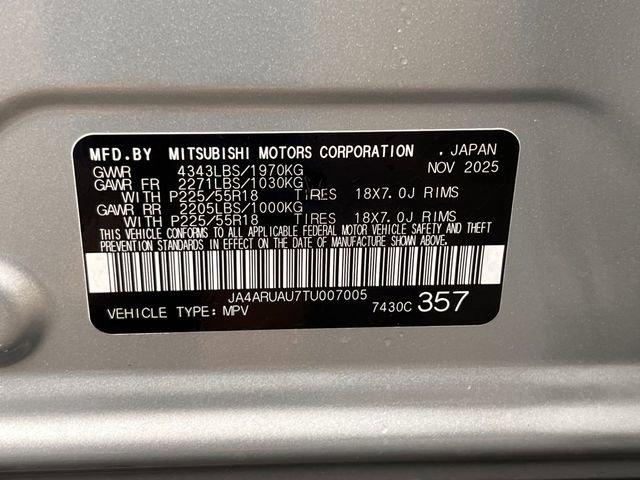 MFD.BY MITSUBISHI MOTORS CORPORATION . JAPAN
GVWR 4343LBS/1970KG NOV 2025
GAWR FR 2271LBS/1030KG
WITH P225/55R18 TIRES 18X7.0J RIMS
GAWR RR 2205LBS/1000KG
WITH P225/55R18 TIRES 18X7.0J RIMS
THIS VEHICLE CONFORMS TO ALL APPLICABLE FEDERAL MOTOR VEHICLE SAFETY AND THEFT
PREVENTION STANDARDS IN EFFECT ON THE DATE OF MANUFACTURE SHOWN ABOVE.
JA4ARUAU7TU007005
VEHICLE TYPE: MPV 7430C 357